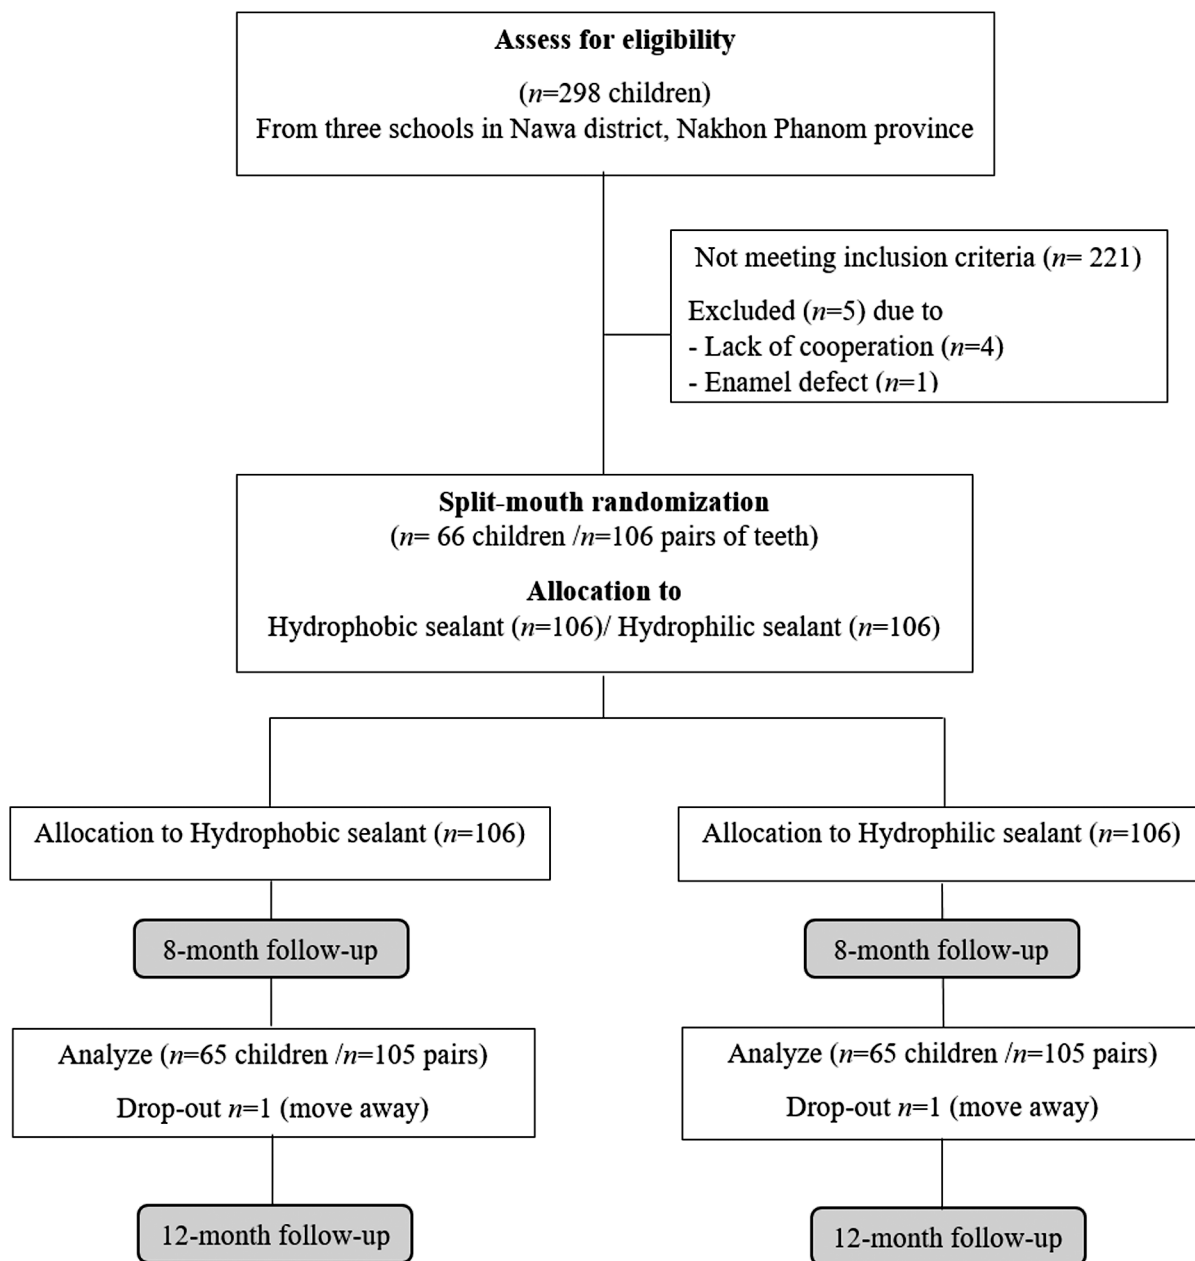 Assess for eligibility
(n=298 children)
From three schools in Nawa district, Nakhon Phanom province
Not meeting inclusion criteria (n= 221)
Excluded (n=5) due to
- Lack of cooperation (n=4)
- Enamel defect (n=1)
Split-mouth randomization
(n= 66 children /n=106 pairs of teeth)
Allocation to
Hydrophobic sealant (n=106)/ Hydrophilic sealant (n=106)
Allocation to Hydrophobic sealant (n=106)
Allocation to Hydrophilic sealant (n=106)
8-month follow-up
8-month follow-up
Analyze (n=65 children /n=105 pairs)
Drop-out n=1 (move away)
Analyze (n=65 children /n=105 pairs)
Drop-out n=1 (move away)
12-month follow-up
12-month follow-up